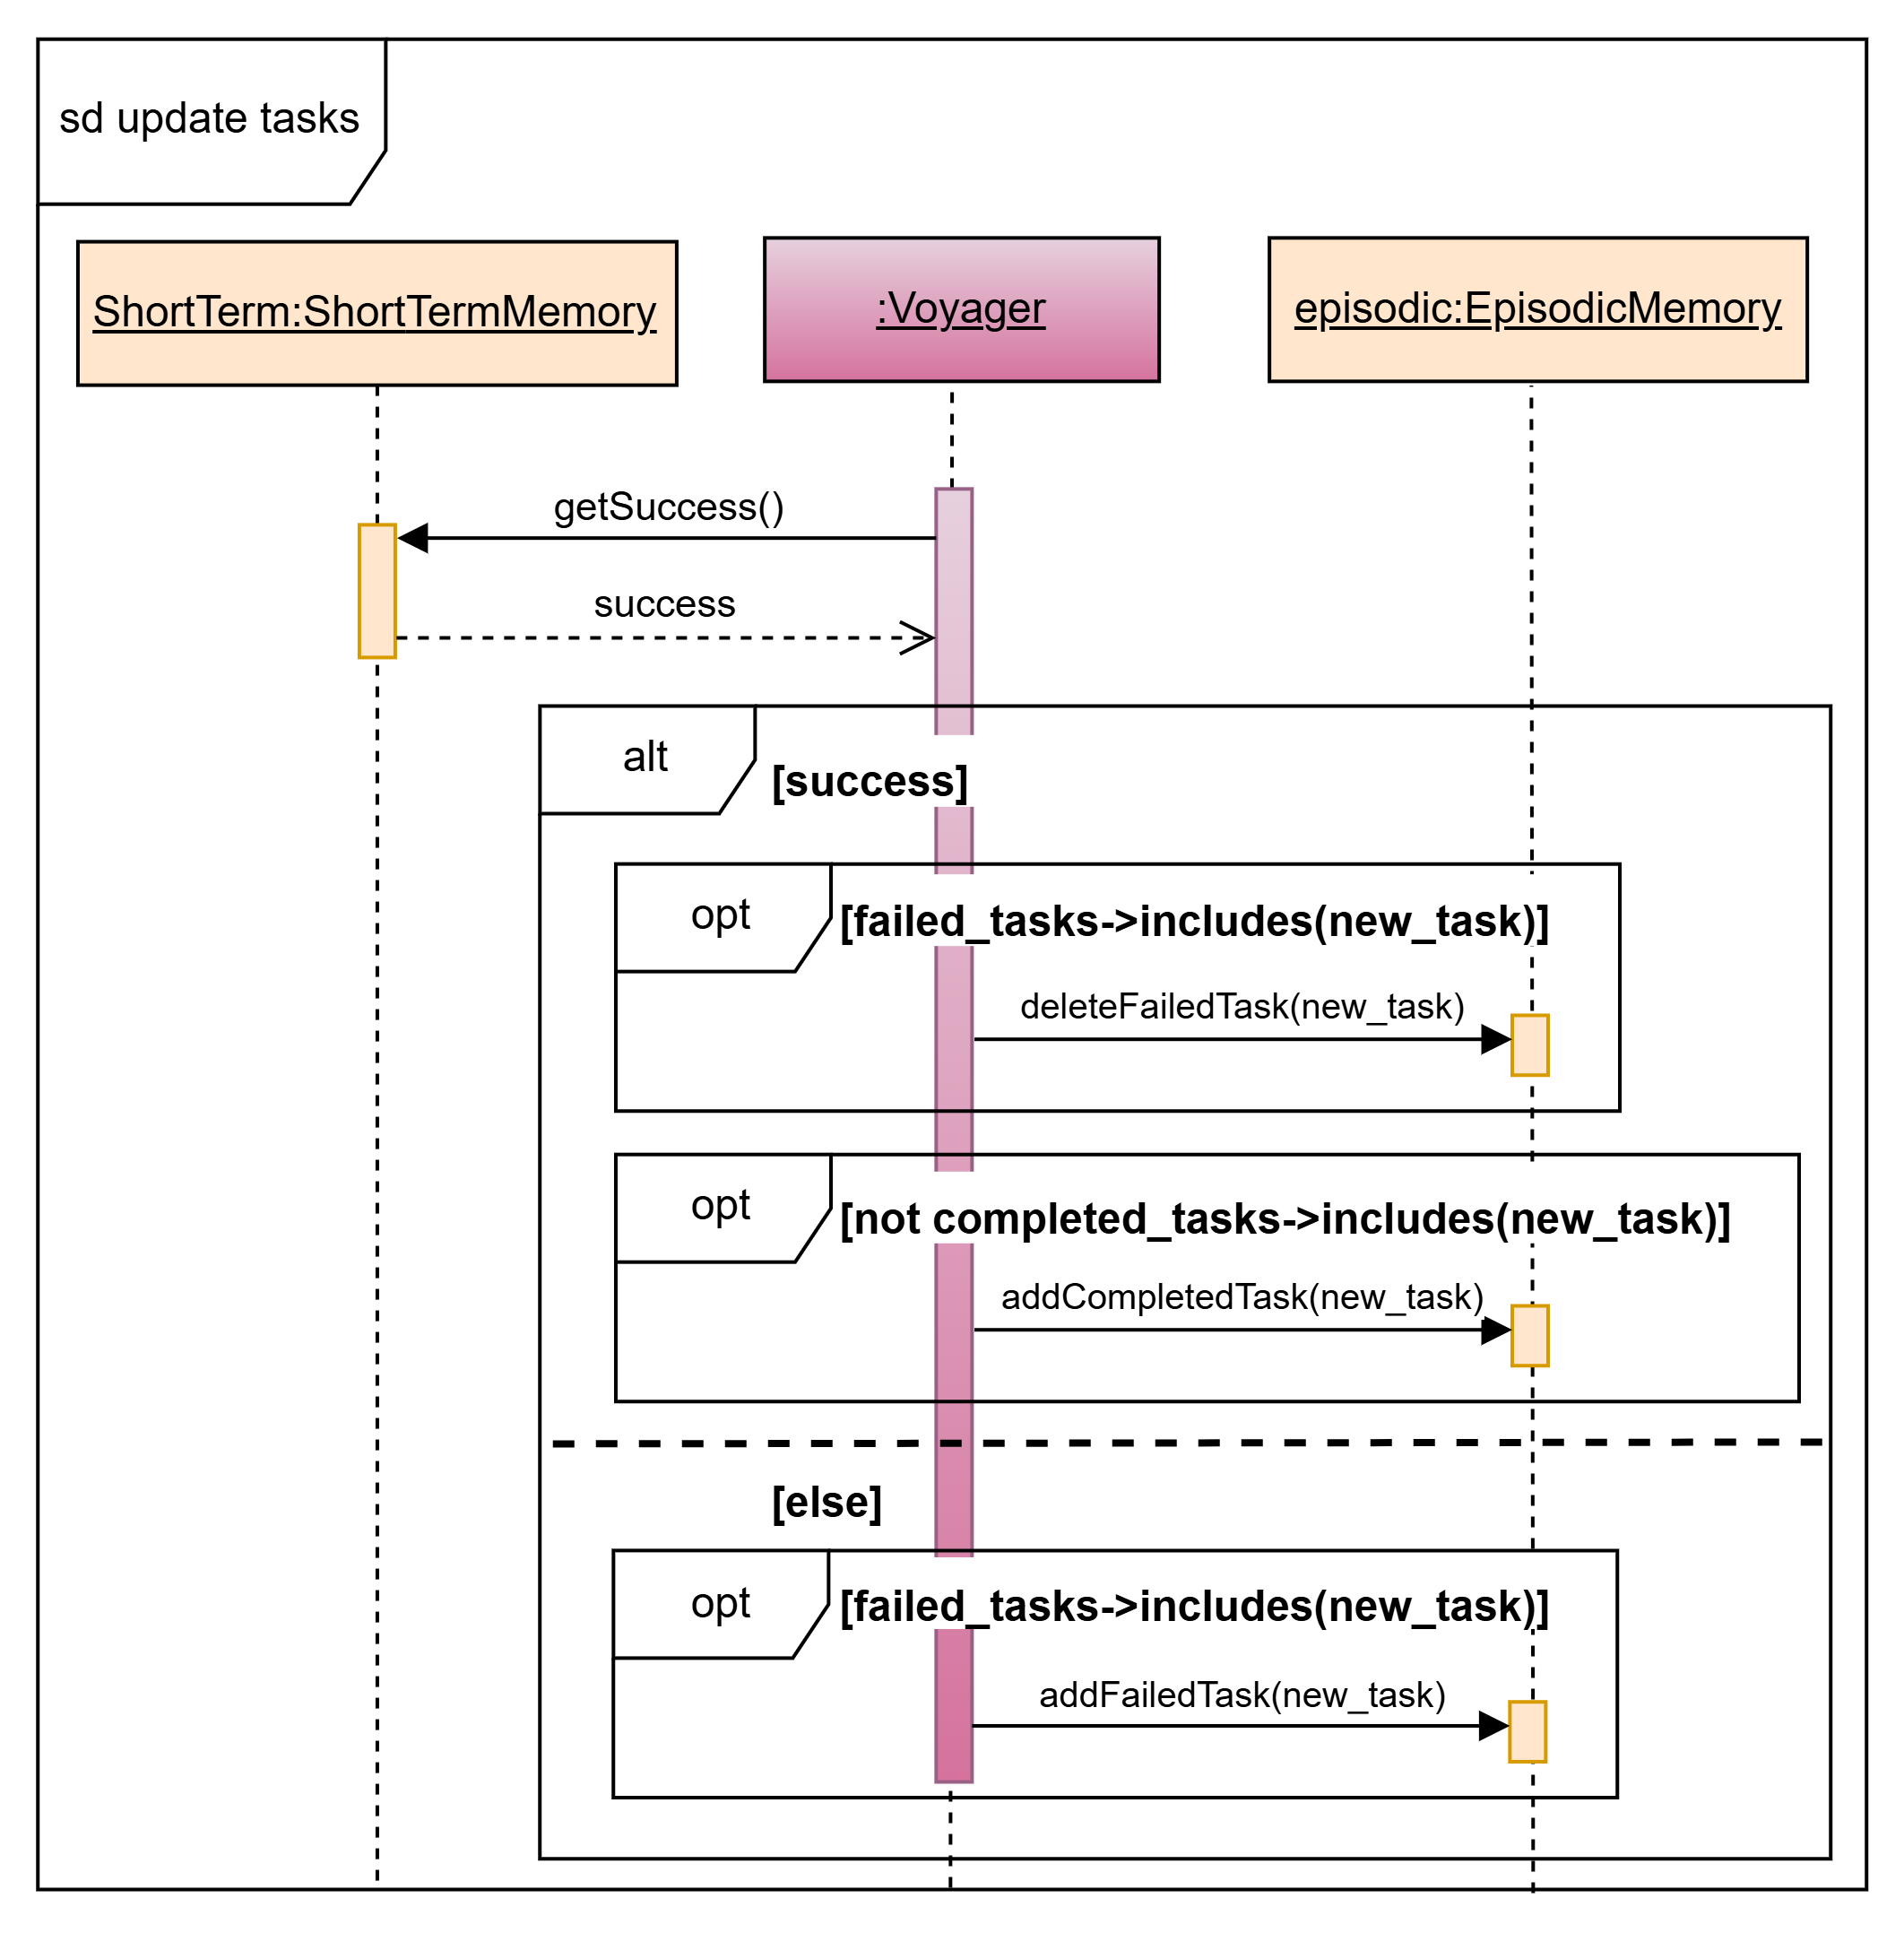 sd update tasks
ShortTerm:ShortTermMemory
:Voyager
episodic:EpisodicMemory
getSuccess()
success
alt
[success]
opt
[failed_tasks->includes(new_task)]
deleteFailedTask(new_task)
opt
[not completed_tasks->includes(new_task)]
addCompletedTask(new_task)
[else]
opt
[failed_tasks->includes(new_task)]
addFailedTask(new_task)